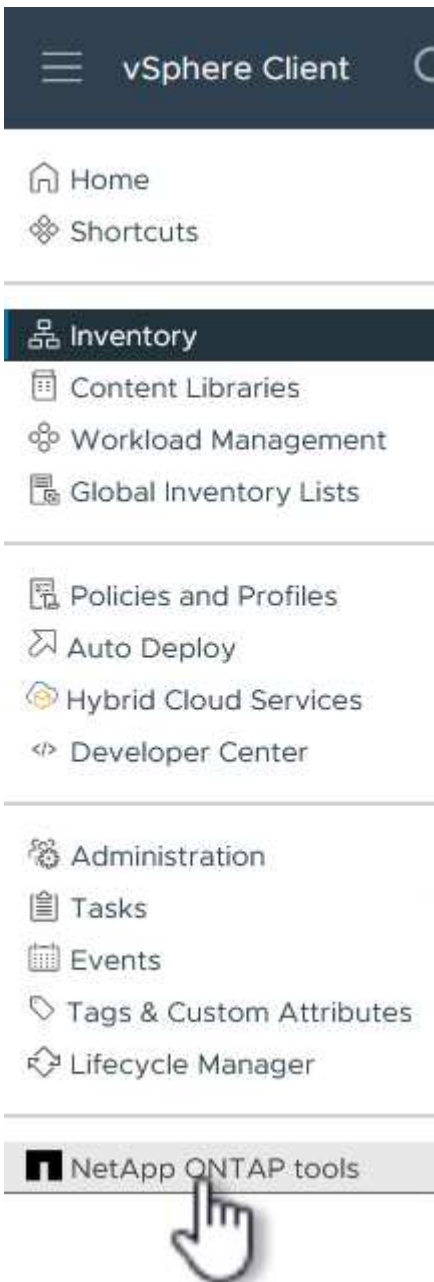 vSphere Client
Home
Shortcuts
Inventory
Content Libraries
Workload Management
Global Inventory Lists
Policies and Profiles
Auto Deploy
Hybrid Cloud Services
Developer Center
Administration
Tasks
Events
Tags & Custom Attributes
Lifecycle Manager
NetApp ONTAP tools